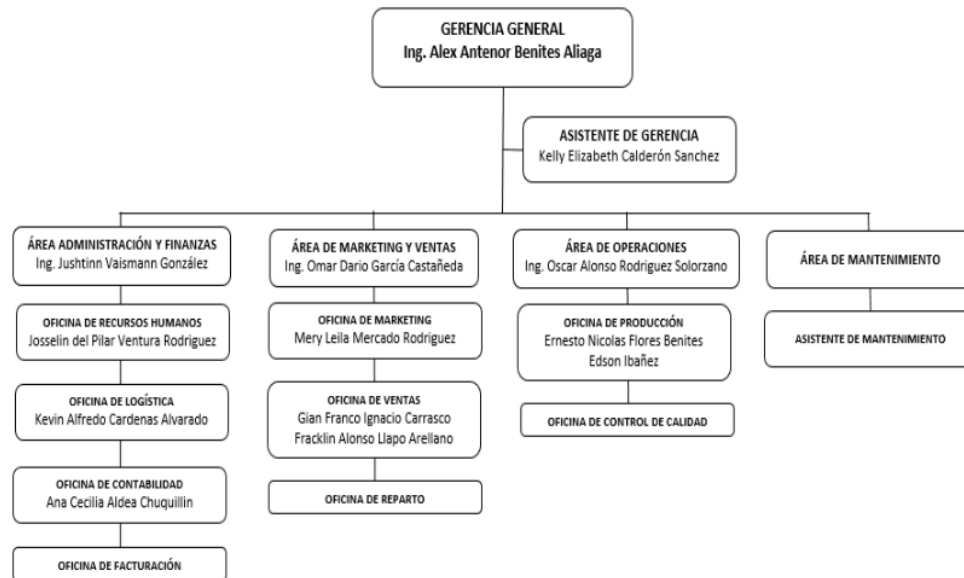 GERENCIA GENERAL
Ing. Alex Antenor Benites Aliaga
ASISTENTE DE GERENCIA
Kelly Elizabeth Calderón Sanchez
ÁREA ADMINISTRACIÓN Y FINANZAS
Ing. Jushtinn Vaismann González
OFICINA DE RECURSOS HUMANOS
Josselin del Pilar Ventura Rodriguez
OFICINA DE LOGÍSTICA
Kevin Alfredo Cardenas Alvarado
OFICINA DE CONTABILIDAD
Ana Cecilia Aldea Chuquillin
OFICINA DE FACTURACIÓN
ÁREA DE MARKETING Y VENTAS
Ing. Omar Dario García Castañeda
OFICINA DE MARKETING
Mery Leila Mercado Rodriguez
OFICINA DE VENTAS
Gian Franco Ignacio Carrasco
Fracklin Alonso Llapo Arellano
OFICINA DE REPARTO
ÁREA DE OPERACIONES
Ing. Oscar Alonso Rodriguez Solorzano
OFICINA DE PRODUCCIÓN
Ernesto Nicolas Flores Benites
Edson Ibañez
OFICINA DE CONTROL DE CALIDAD
ÁREA DE MANTENIMIENTO
ASISTENTE DE MANTENIMIENTO